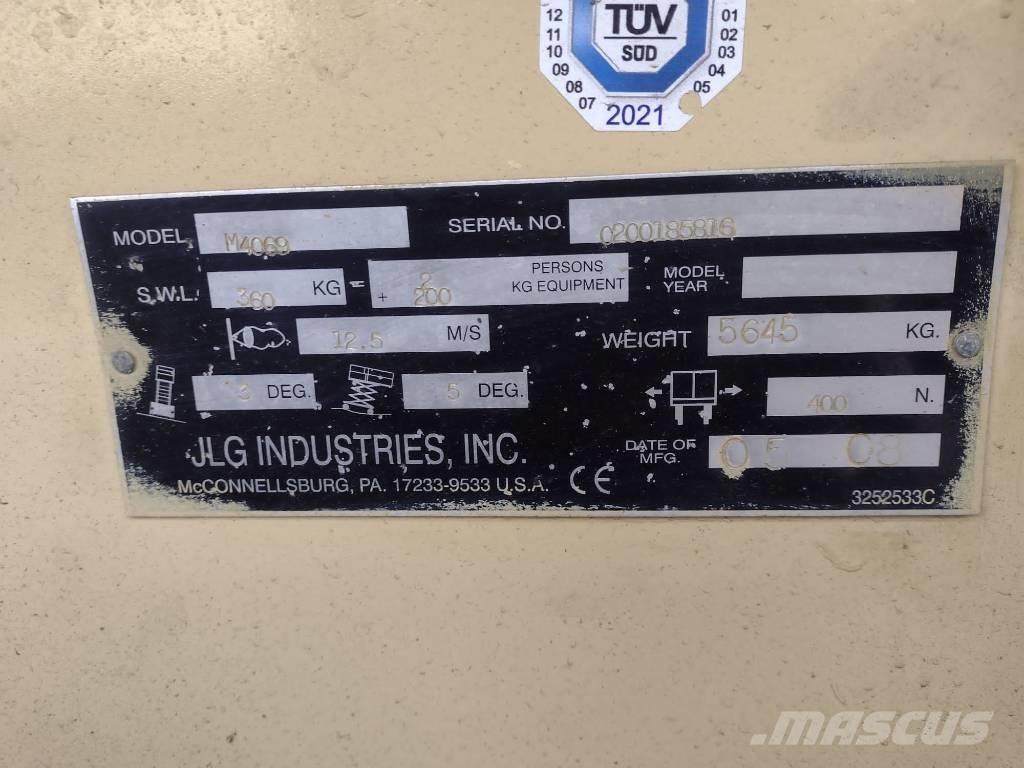 12 TÜV 01
11 SÜD 02
10 03
09 04
08 05
07 2021
MODEL M4069 SERIAL NO. 0200185816
S.W.L. 360 KG = 2 PERSONS MODEL YEAR
+ 200 KG EQUIPMENT
12.5 M/S WEIGHT 5645 KG.
3 DEG. 5 DEG. 400 N.
JLG INDUSTRIES, INC. DATE OF MFG. 05 08
McCONNELLSBURG, PA. 17233-9533 U.S.A. CE 3252533C
MASCUS